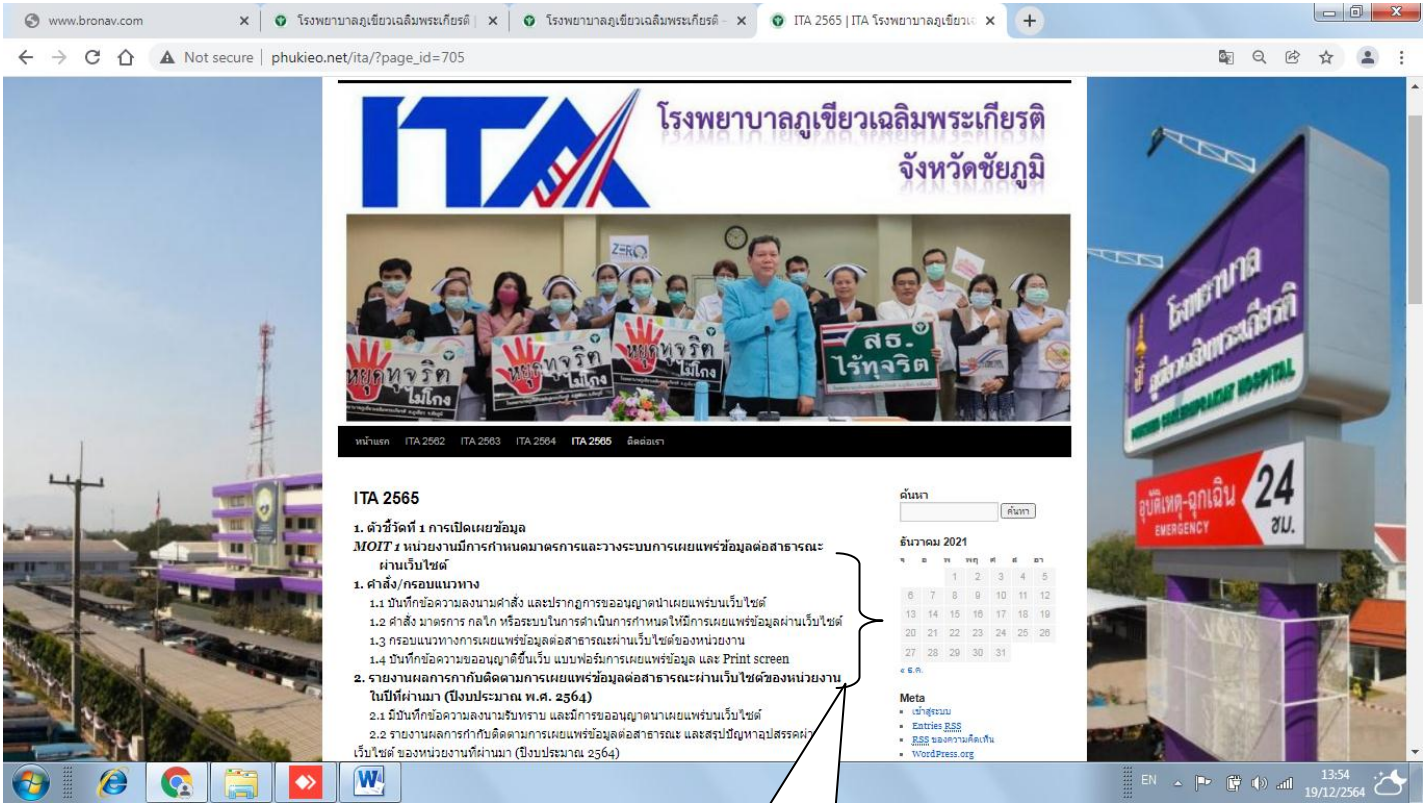 www.bronav.com
โรงพยาบาลภูเขียวเฉลิมพระเกียรติ |
โรงพยาบาลภูเขียวเฉลิมพระเกียรติ –
ITA 2565 | ITA โรงพยาบาลภูเขียวเฉ
Not secure | phukieo.net/ita/?page_id=705
ITA
โรงพยาบาลภูเขียวเฉลิมพระเกียรติ
จังหวัดชัยภูมิ
ZERO
หยุดทุจริต
ไม่โกง
หยุดทุจริต
ไม่โกง
หยุดทุจริต
ไม่โกง
สธ.
ไร้ทุจริต
โรงพยาบาล
ภูเขียวเฉลิมพระเกียรติ
PHUKHIEO CHALERMPRAKIAT HOSPITAL
อุบัติเหตุ-ฉุกเฉิน
EMERGENCY
24
ชม.
หน้าแรก ITA 2562 ITA 2563 ITA 2564 ITA 2565 ติดต่อเรา
ITA 2565
1. ตัวชี้วัดที่ 1 การเปิดเผยข้อมูล
MOIT 1 หน่วยงานมีการกำหนดมาตรการและวางระบบการเผยแพร่ข้อมูลต่อสาธารณะ
ผ่านเว็บไซต์
1. คำสั่ง/กรอบแนวทาง
1.1 บันทึกข้อความลงนามคำสั่ง และปรากฏการขออนุญาตนำเผยแพร่บนเว็บไซต์
1.2 คำสั่ง มาตรการ กลไก หรือระบบในการดำเนินการกำหนดให้มีการเผยแพร่ข้อมูลผ่านเว็บไซต์
1.3 กรอบแนวทางการเผยแพร่ข้อมูลต่อสาธารณะผ่านเว็บไซต์ของหน่วยงาน
1.4 บันทึกข้อความขออนุญาติขึ้นเว็บ แบบฟอร์มการเผยแพร่ข้อมูล และ Print screen
2. รายงานผลการกากับติดตามการเผยแพร่ข้อมูลต่อสาธารณะผ่านเว็บไซต์ของหน่วยงาน
ในปีที่ผ่านมา (ปีงบประมาณ พ.ศ. 2564)
2.1 มีบันทึกข้อความลงนามรับทราบ และมีการขออนุญาตนาเผยแพร่บนเว็บไซต์
2.2 รายงานผลการกำกับติดตามการเผยแพร่ข้อมูลต่อสาธารณะ และสรุปปัญหาอุปสรรคผ่า
เว็บไซต์ ของหน่วยงานที่ผ่านมา (ปีงบประมาณ 2564)
ค้นหา
ค้นหา
ธันวาคม 2021
จ อ พ พฤ ศ ส อา
1 2 3 4 5
6 7 8 9 10 11 12
13 14 15 16 17 18 19
20 21 22 23 24 25 26
27 28 29 30 31
« ธ.ค.
Meta
เข้าสู่ระบบ
Entries RSS
RSS ของความคิดเห็น
WordPress.org
EN
13:54
19/12/2564